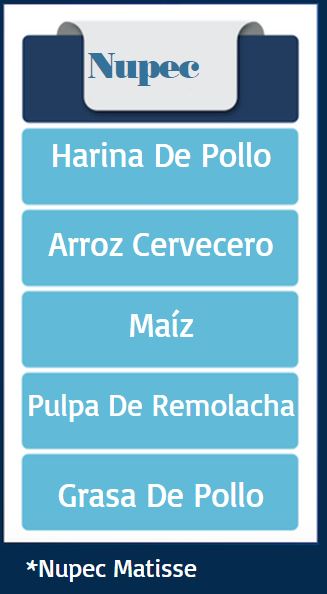 Nupec
Harina De Pollo
Arroz Cervecero
Maíz
Pulpa De Remolacha
Grasa De Pollo
*Nupec Matisse